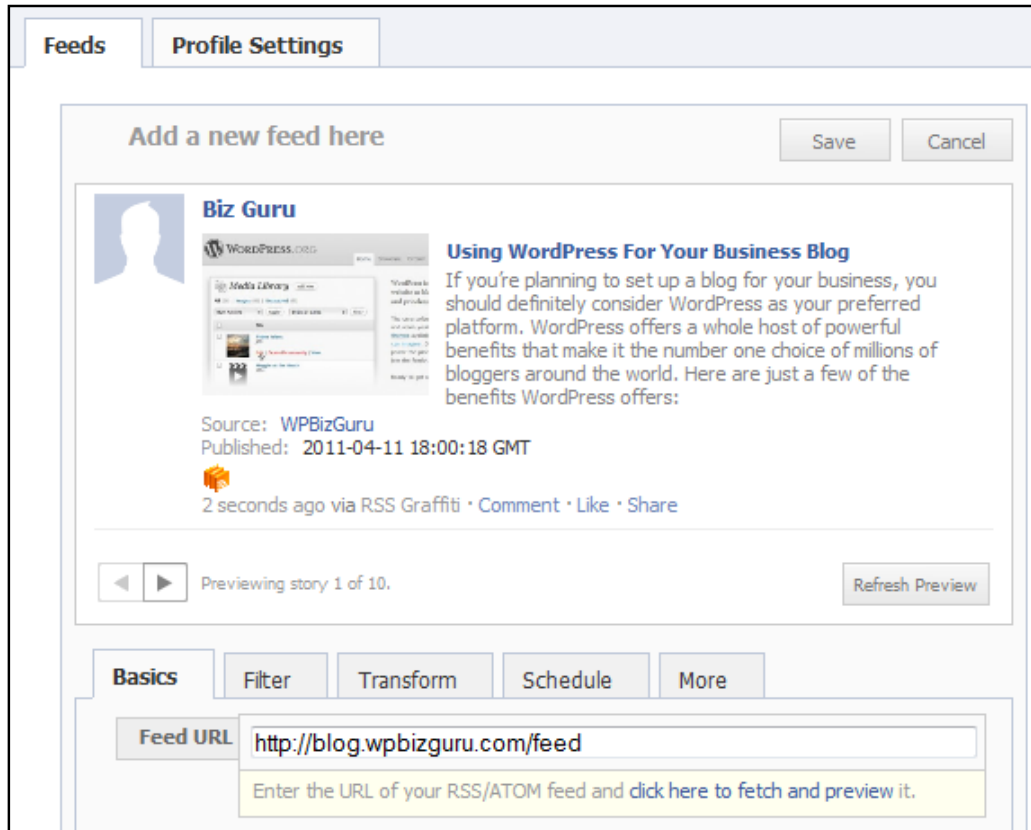 Feeds
Profile Settings
Add a new feed here
Save
Cancel
Biz Guru
WORDPRESS.ORG
Media Library
Using WordPress For Your Business Blog
If you're planning to set up a blog for your business, you
should definitely consider WordPress as your preferred
platform. WordPress offers a whole host of powerful
benefits that make it the number one choice of millions of
bloggers around the world. Here are just a few of the
benefits WordPress offers:
Source: WPBizGuru
Published: 2011-04-11 18:00:18 GMT
2 seconds ago via RSS Graffiti · Comment · Like · Share
Previewing story 1 of 10.
Refresh Preview
Basics
Filter
Transform
Schedule
More
Feed URL
http://blog.wpbizguru.com/feed
Enter the URL of your RSS/ATOM feed and click here to fetch and preview it.